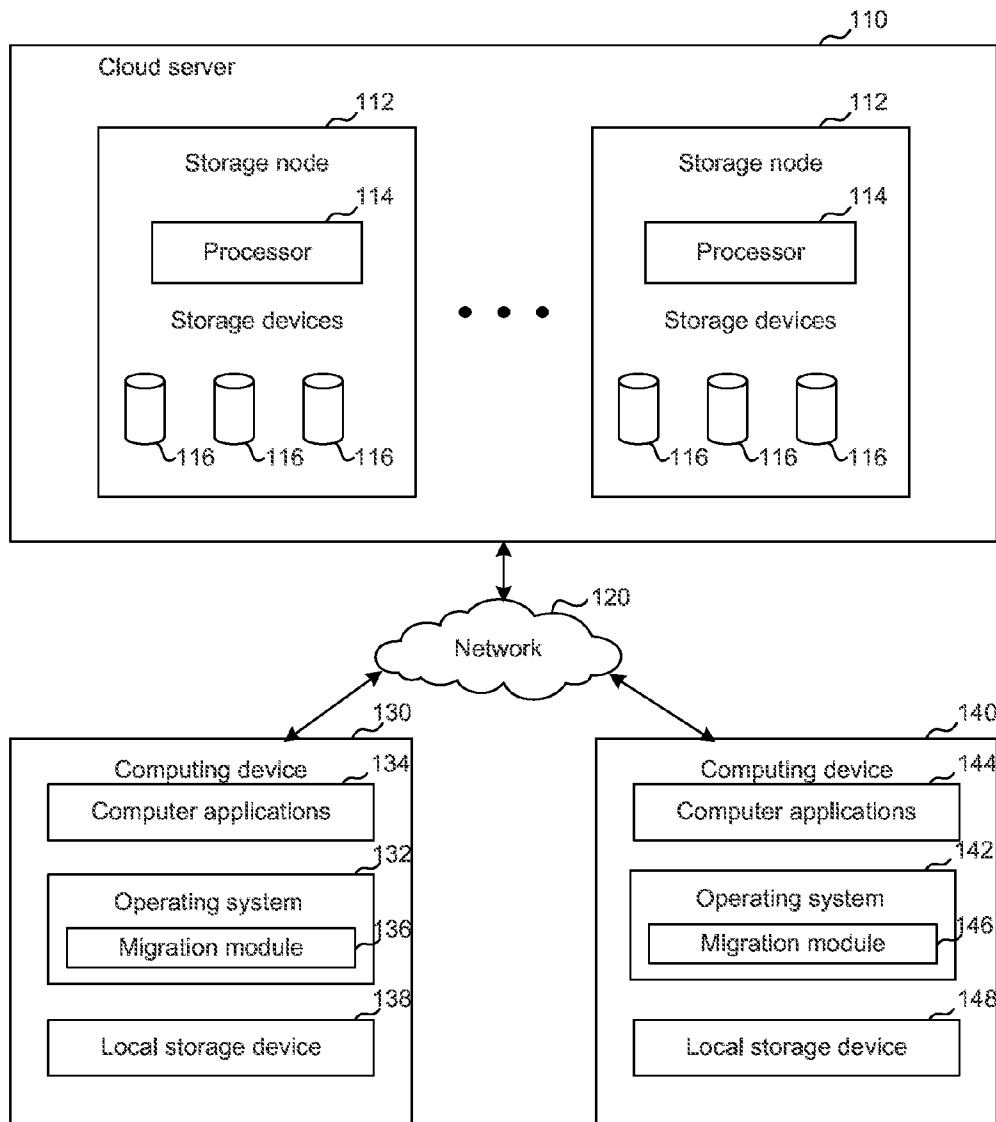 110
Cloud server
112 112
Storage node Storage node
114 114
Processor Processor
Storage devices Storage devices
116 116 116 116 116 116
120
Network
130 140
Computing device Computing device
134 144
Computer applications Computer applications
132 142
Operating system Operating system
136 146
Migration module Migration module
138 148
Local storage device Local storage device